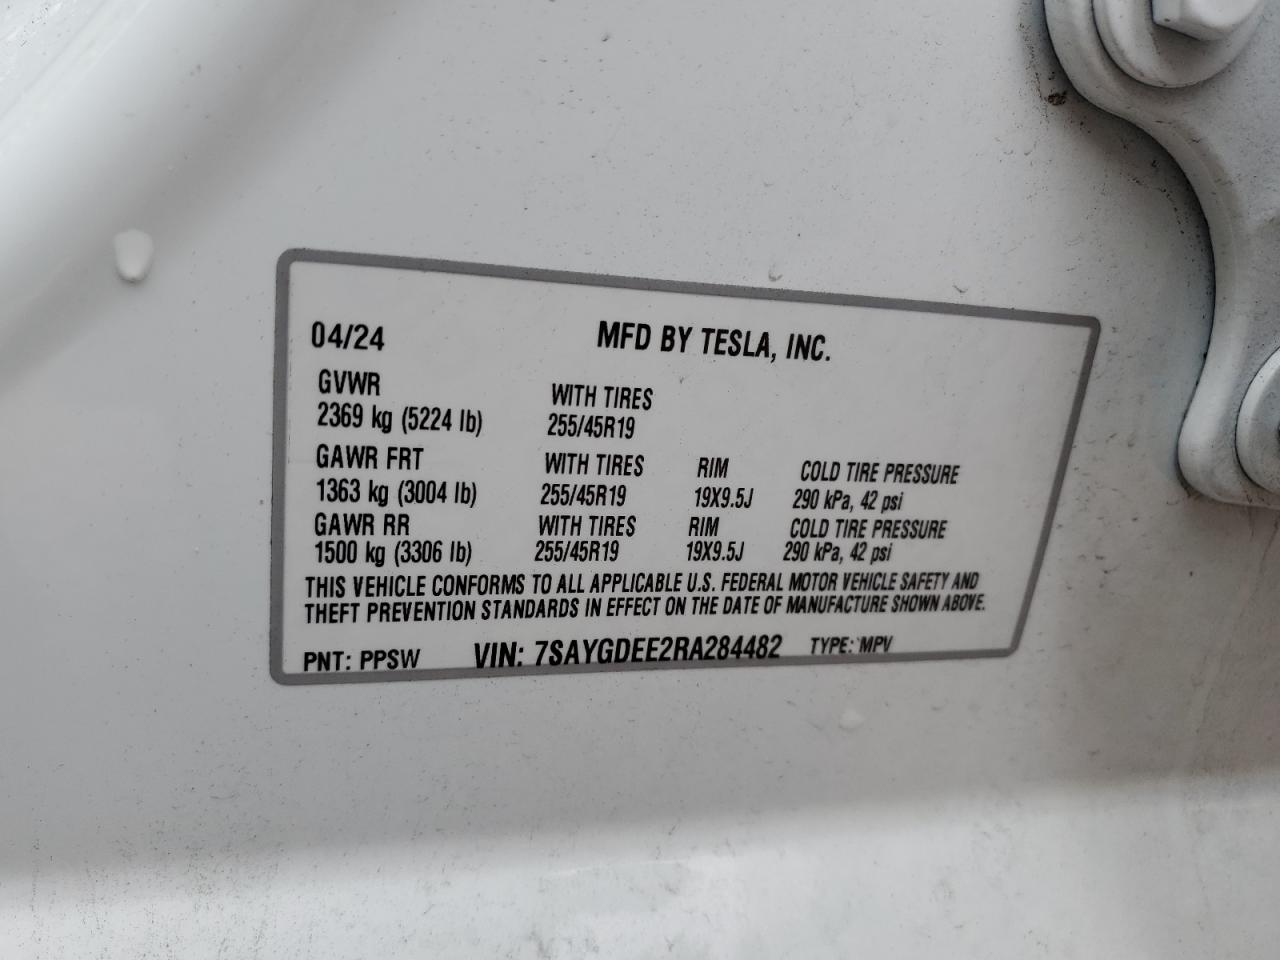 04/24 MFD BY TESLA, INC.
GVWR WITH TIRES
2369 kg (5224 lb) 255/45R19
GAWR FRT WITH TIRES RIM COLD TIRE PRESSURE
1363 kg (3004 lb) 255/45R19 19X9.5J 290 kPa, 42 psi
GAWR RR WITH TIRES RIM COLD TIRE PRESSURE
1500 kg (3306 lb) 255/45R19 19X9.5J 290 kPa, 42 psi
THIS VEHICLE CONFORMS TO ALL APPLICABLE U.S. FEDERAL MOTOR VEHICLE SAFETY AND
THEFT PREVENTION STANDARDS IN EFFECT ON THE DATE OF MANUFACTURE SHOWN ABOVE.
PNT: PPSW VIN: 7SAYGDEE2RA284482 TYPE: MPV